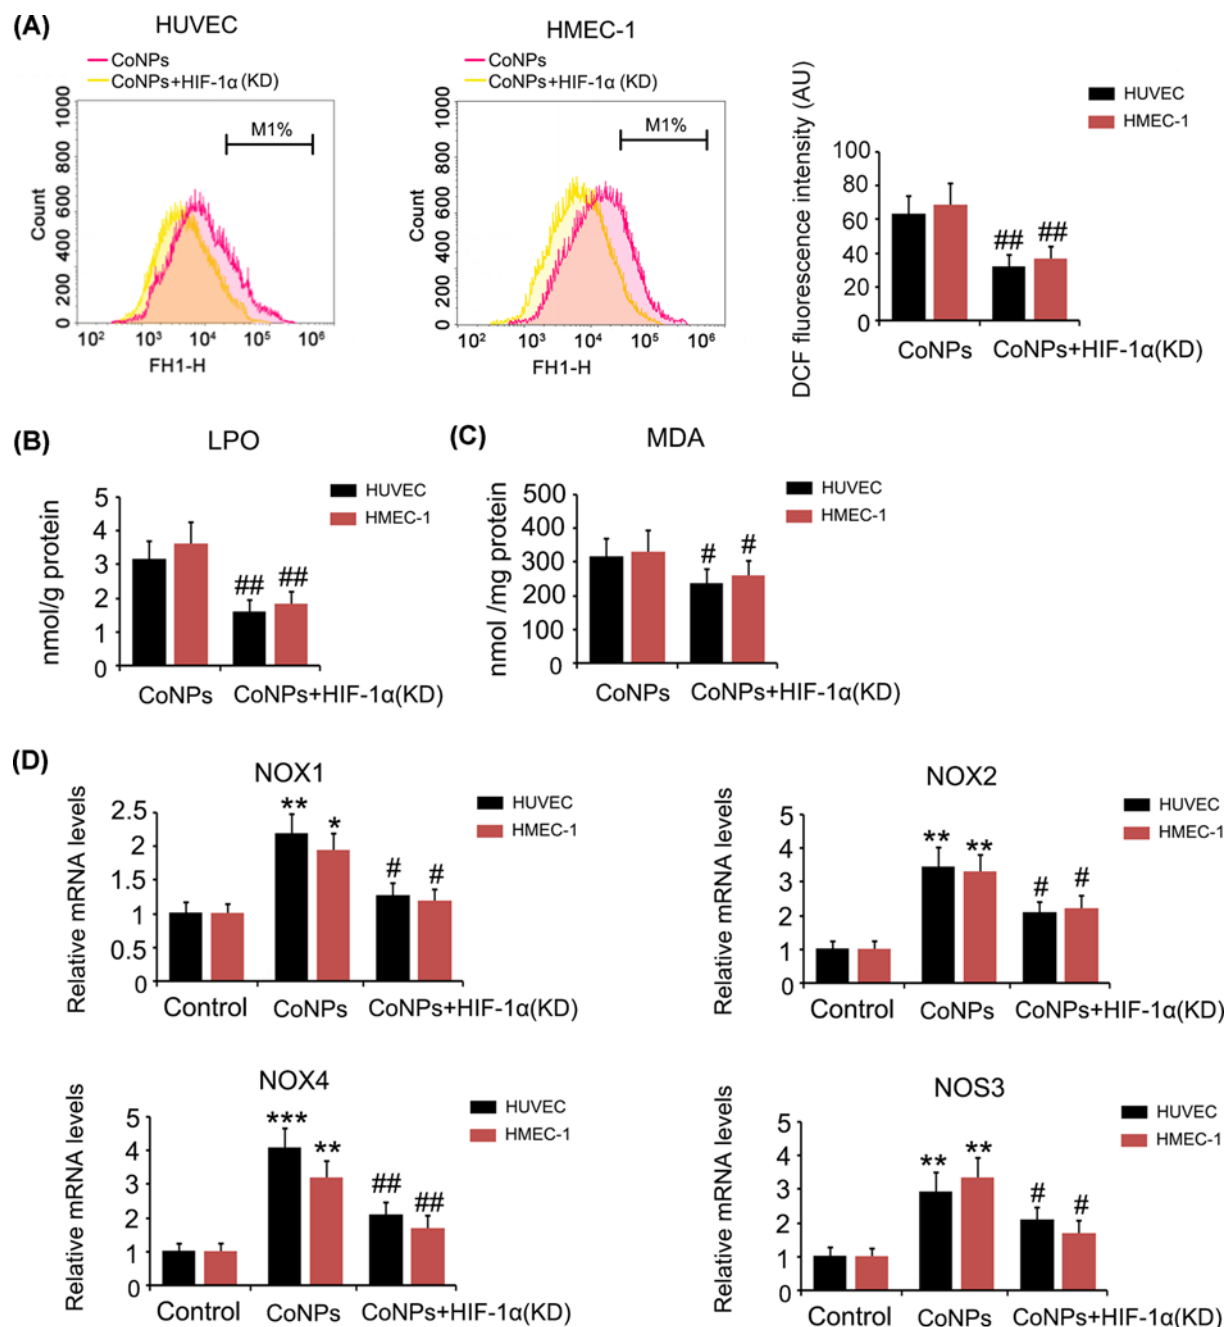 (A)
HUVEC
CoNPs
CoNPs+HIF-1α(KD)
M1%
Count
1000
800
600
400
200
0
10² 10³ 10⁴ 10⁵ 10⁶
FH1-H
HMEC-1
CoNPs
CoNPs+HIF-1α(KD)
M1%
Count
1000
800
600
400
200
0
10² 10³ 10⁴ 10⁵ 10⁶
FH1-H
DCF fluorescence intensity (AU)
HUVEC
HMEC-1
100
80
60
40
20
0
## ##
CoNPs CoNPs+HIF-1α(KD)
(B)
LPO
nmol/g protein
HUVEC
HMEC-1
5
4
3
2
1
0
## ##
CoNPs CoNPs+HIF-1α(KD)
(C)
MDA
nmol /mg protein
HUVEC
HMEC-1
500
400
300
200
100
0
# #
CoNPs CoNPs+HIF-1α(KD)
(D)
NOX1
Relative mRNA levels
HUVEC
HMEC-1
2.5
2
1.5
1
0.5
0
** * # #
Control CoNPs CoNPs+HIF-1α(KD)
NOX2
Relative mRNA levels
HUVEC
HMEC-1
5
4
3
2
1
0
** ** # #
Control CoNPs CoNPs+HIF-1α(KD)
NOX4
Relative mRNA levels
HUVEC
HMEC-1
5
4
3
2
1
0
*** ** ## ##
Control CoNPs CoNPs+HIF-1α(KD)
NOS3
Relative mRNA levels
HUVEC
HMEC-1
5
4
3
2
1
0
** ** # #
Control CoNPs CoNPs+HIF-1α(KD)